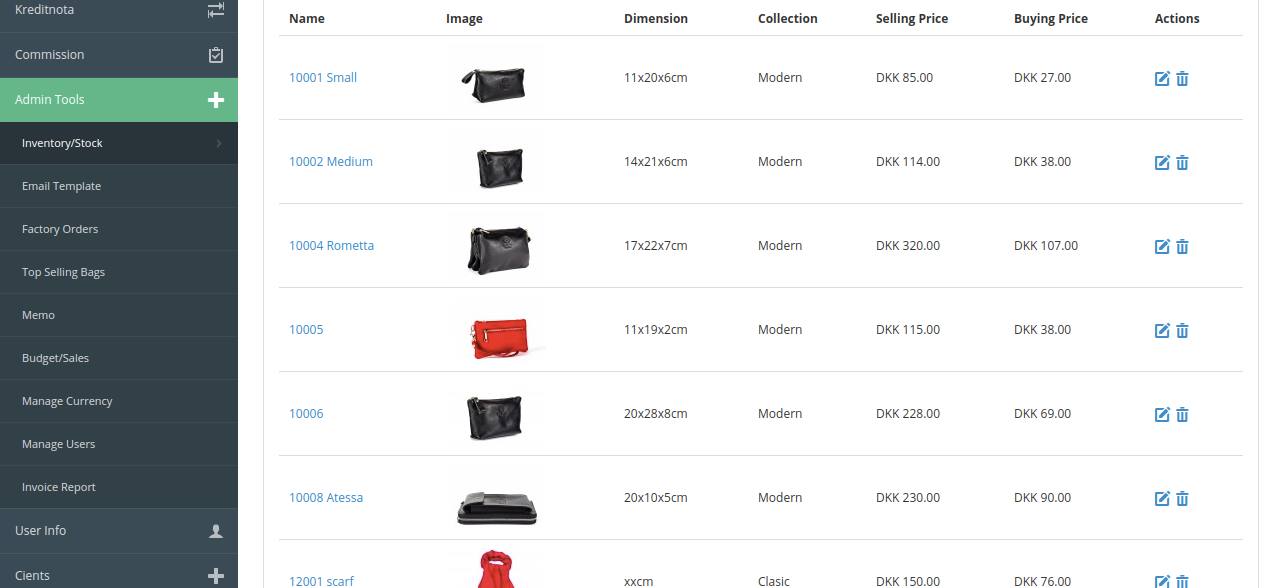 Kreditnota
Commission
Admin Tools
Inventory/Stock
Email Template
Factory Orders
Top Selling Bags
Memo
Budget/Sales
Manage Currency
Manage Users
Invoice Report
User Info
Cients
Name Image Dimension Collection Selling Price Buying Price Actions
10001 Small 11x20x6cm Modern DKK 85.00 DKK 27.00
10002 Medium 14x21x6cm Modern DKK 114.00 DKK 38.00
10004 Rometta 17x22x7cm Modern DKK 320.00 DKK 107.00
10005 11x19x2cm Modern DKK 115.00 DKK 38.00
10006 20x28x8cm Modern DKK 228.00 DKK 69.00
10008 Atessa 20x10x5cm Modern DKK 230.00 DKK 90.00
12001 scarf xxcm Clasic DKK 150.00 DKK 76.00